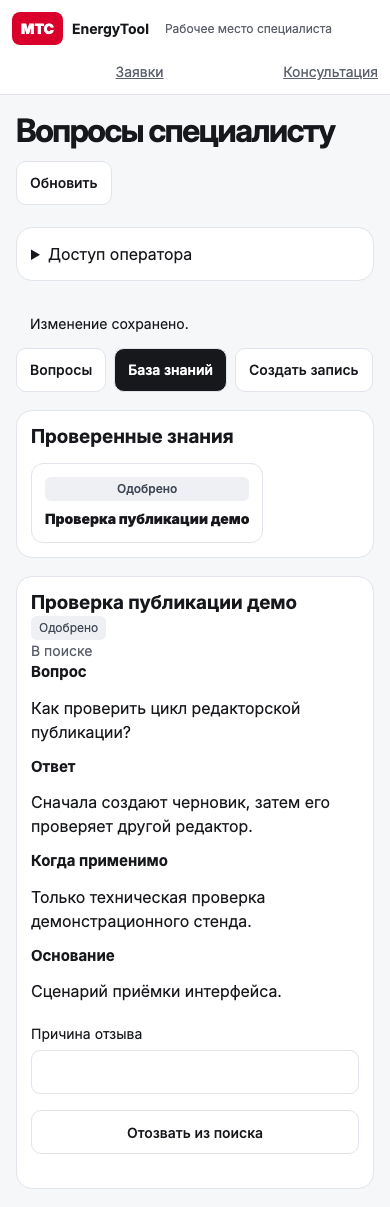 МТС EnergyTool Рабочее место специалиста
Заявки Консультация
Вопросы специалисту
Обновить
Доступ оператора
Изменение сохранено.
Вопросы База знаний Создать запись
Проверенные знания
Одобрено
Проверка публикации демо
Проверка публикации демо
Одобрено
В поиске
Вопрос
Как проверить цикл редакторской
публикации?
Ответ
Сначала создают черновик, затем его
проверяет другой редактор.
Когда применимо
Только техническая проверка
демонстрационного стенда.
Основание
Сценарий приёмки интерфейса.
Причина отзыва
Отозвать из поиска